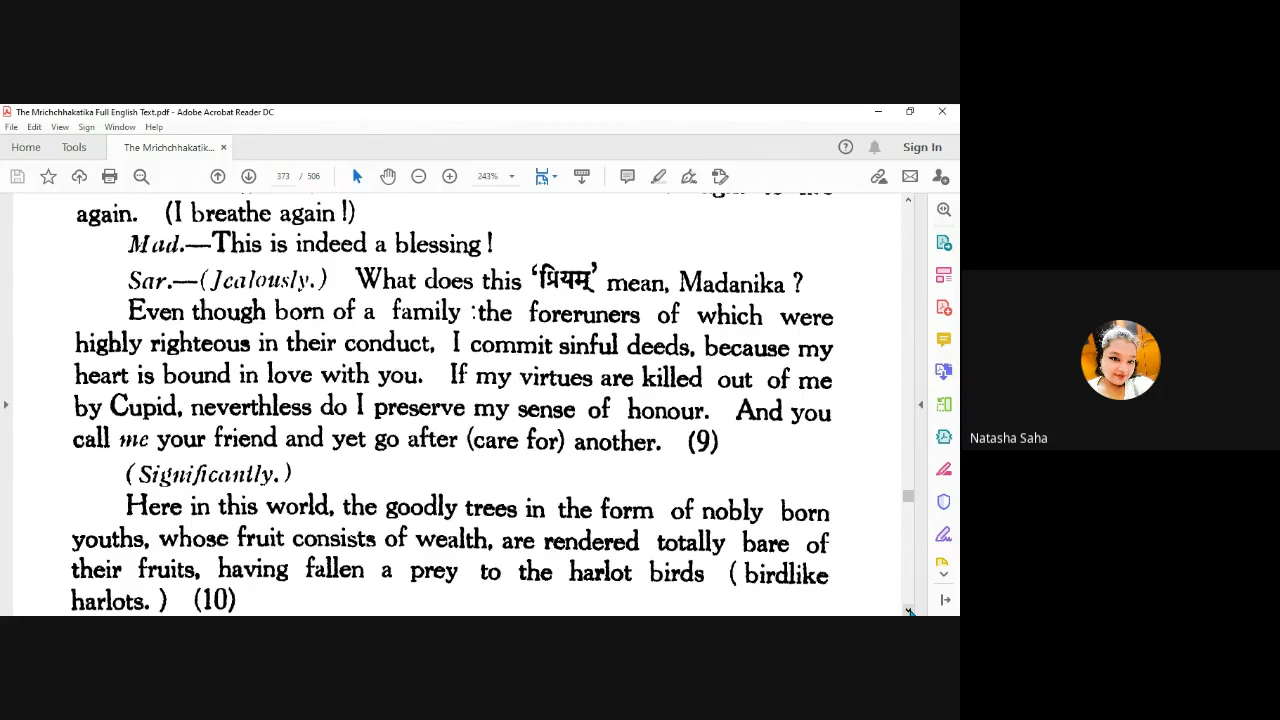 The Mrichchhakatika Full English Text.pdf - Adobe Acrobat Reader DC
File Edit View Sign Window Help
Home Tools The Mrichchhakatik... × Sign In
373 / 506 243%
again. (I breathe again !)
Mad.—This is indeed a blessing !
Sar.—(Jealously.) What does this ‘प्रियम्’ mean, Madanika ?
Even though born of a family :the foreruners of which were
highly righteous in their conduct, I commit sinful deeds, because my
heart is bound in love with you. If my virtues are killed out of me
by Cupid, neverthless do I preserve my sense of honour. And you
call me your friend and yet go after (care for) another. (9)
(Significantly.)
Here in this world, the goodly trees in the form of nobly born
youths, whose fruit consists of wealth, are rendered totally bare of
their fruits, having fallen a prey to the harlot birds ( birdlike
harlots. ) (10)
Natasha Saha